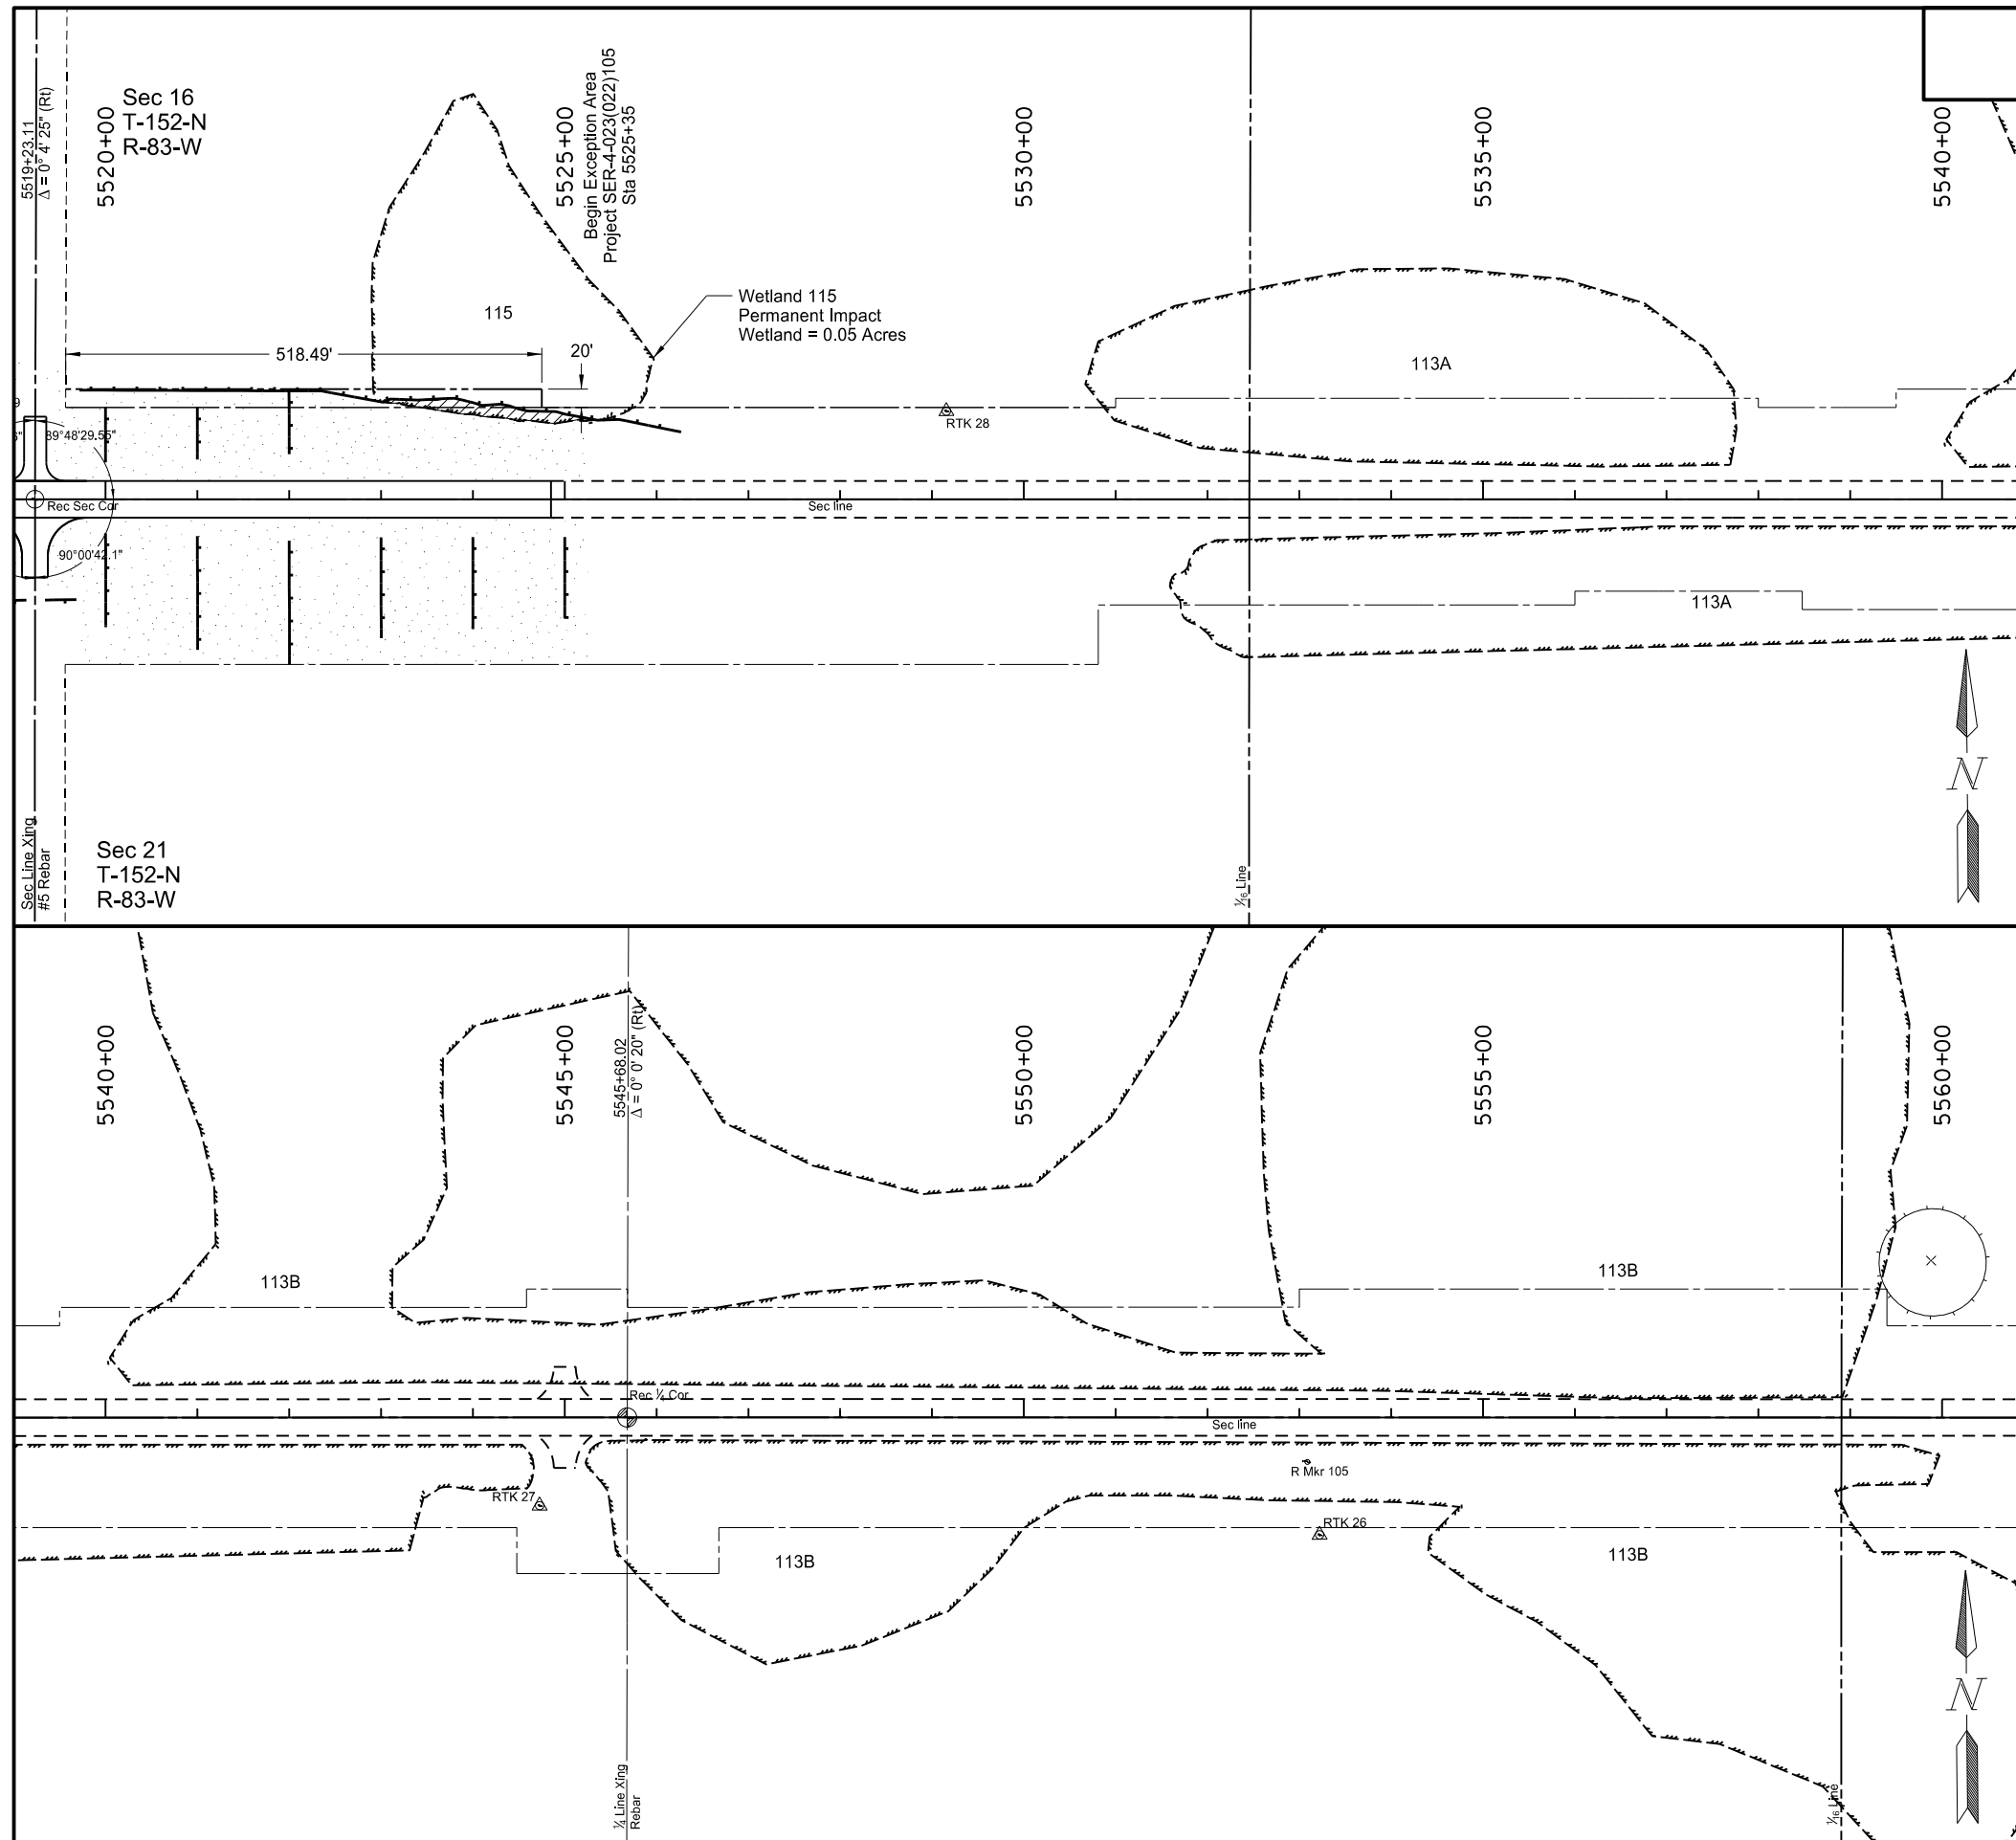 5519+23.11
Δ = 0° 4' 25" (Rt)
5520+00
Sec 16
T-152-N
R-83-W
5525+00
Begin Exception Area
Project SER-4-023(022)105
Sta 5525+35
5530+00
5535+00
5540+00
115
Wetland 115
Permanent Impact
Wetland = 0.05 Acres
518.49'
20'
113A
RTK 28
89°48'29.55"
Rec Sec Cor
Sec line
90°00'42.1"
113A
N
Sec Line Xing
#5 Rebar
Sec 21
T-152-N
R-83-W
1/16 Line
5540+00
5545+00
5545+68.02
Δ = 0° 0' 20" (Rt)
5550+00
5555+00
5560+00
113B
113B
Rec ¼ Cor
Sec line
R Mkr 105
RTK 27
RTK 26
113B
113B
N
¼ Line Xing
Rebar
1/16 Line